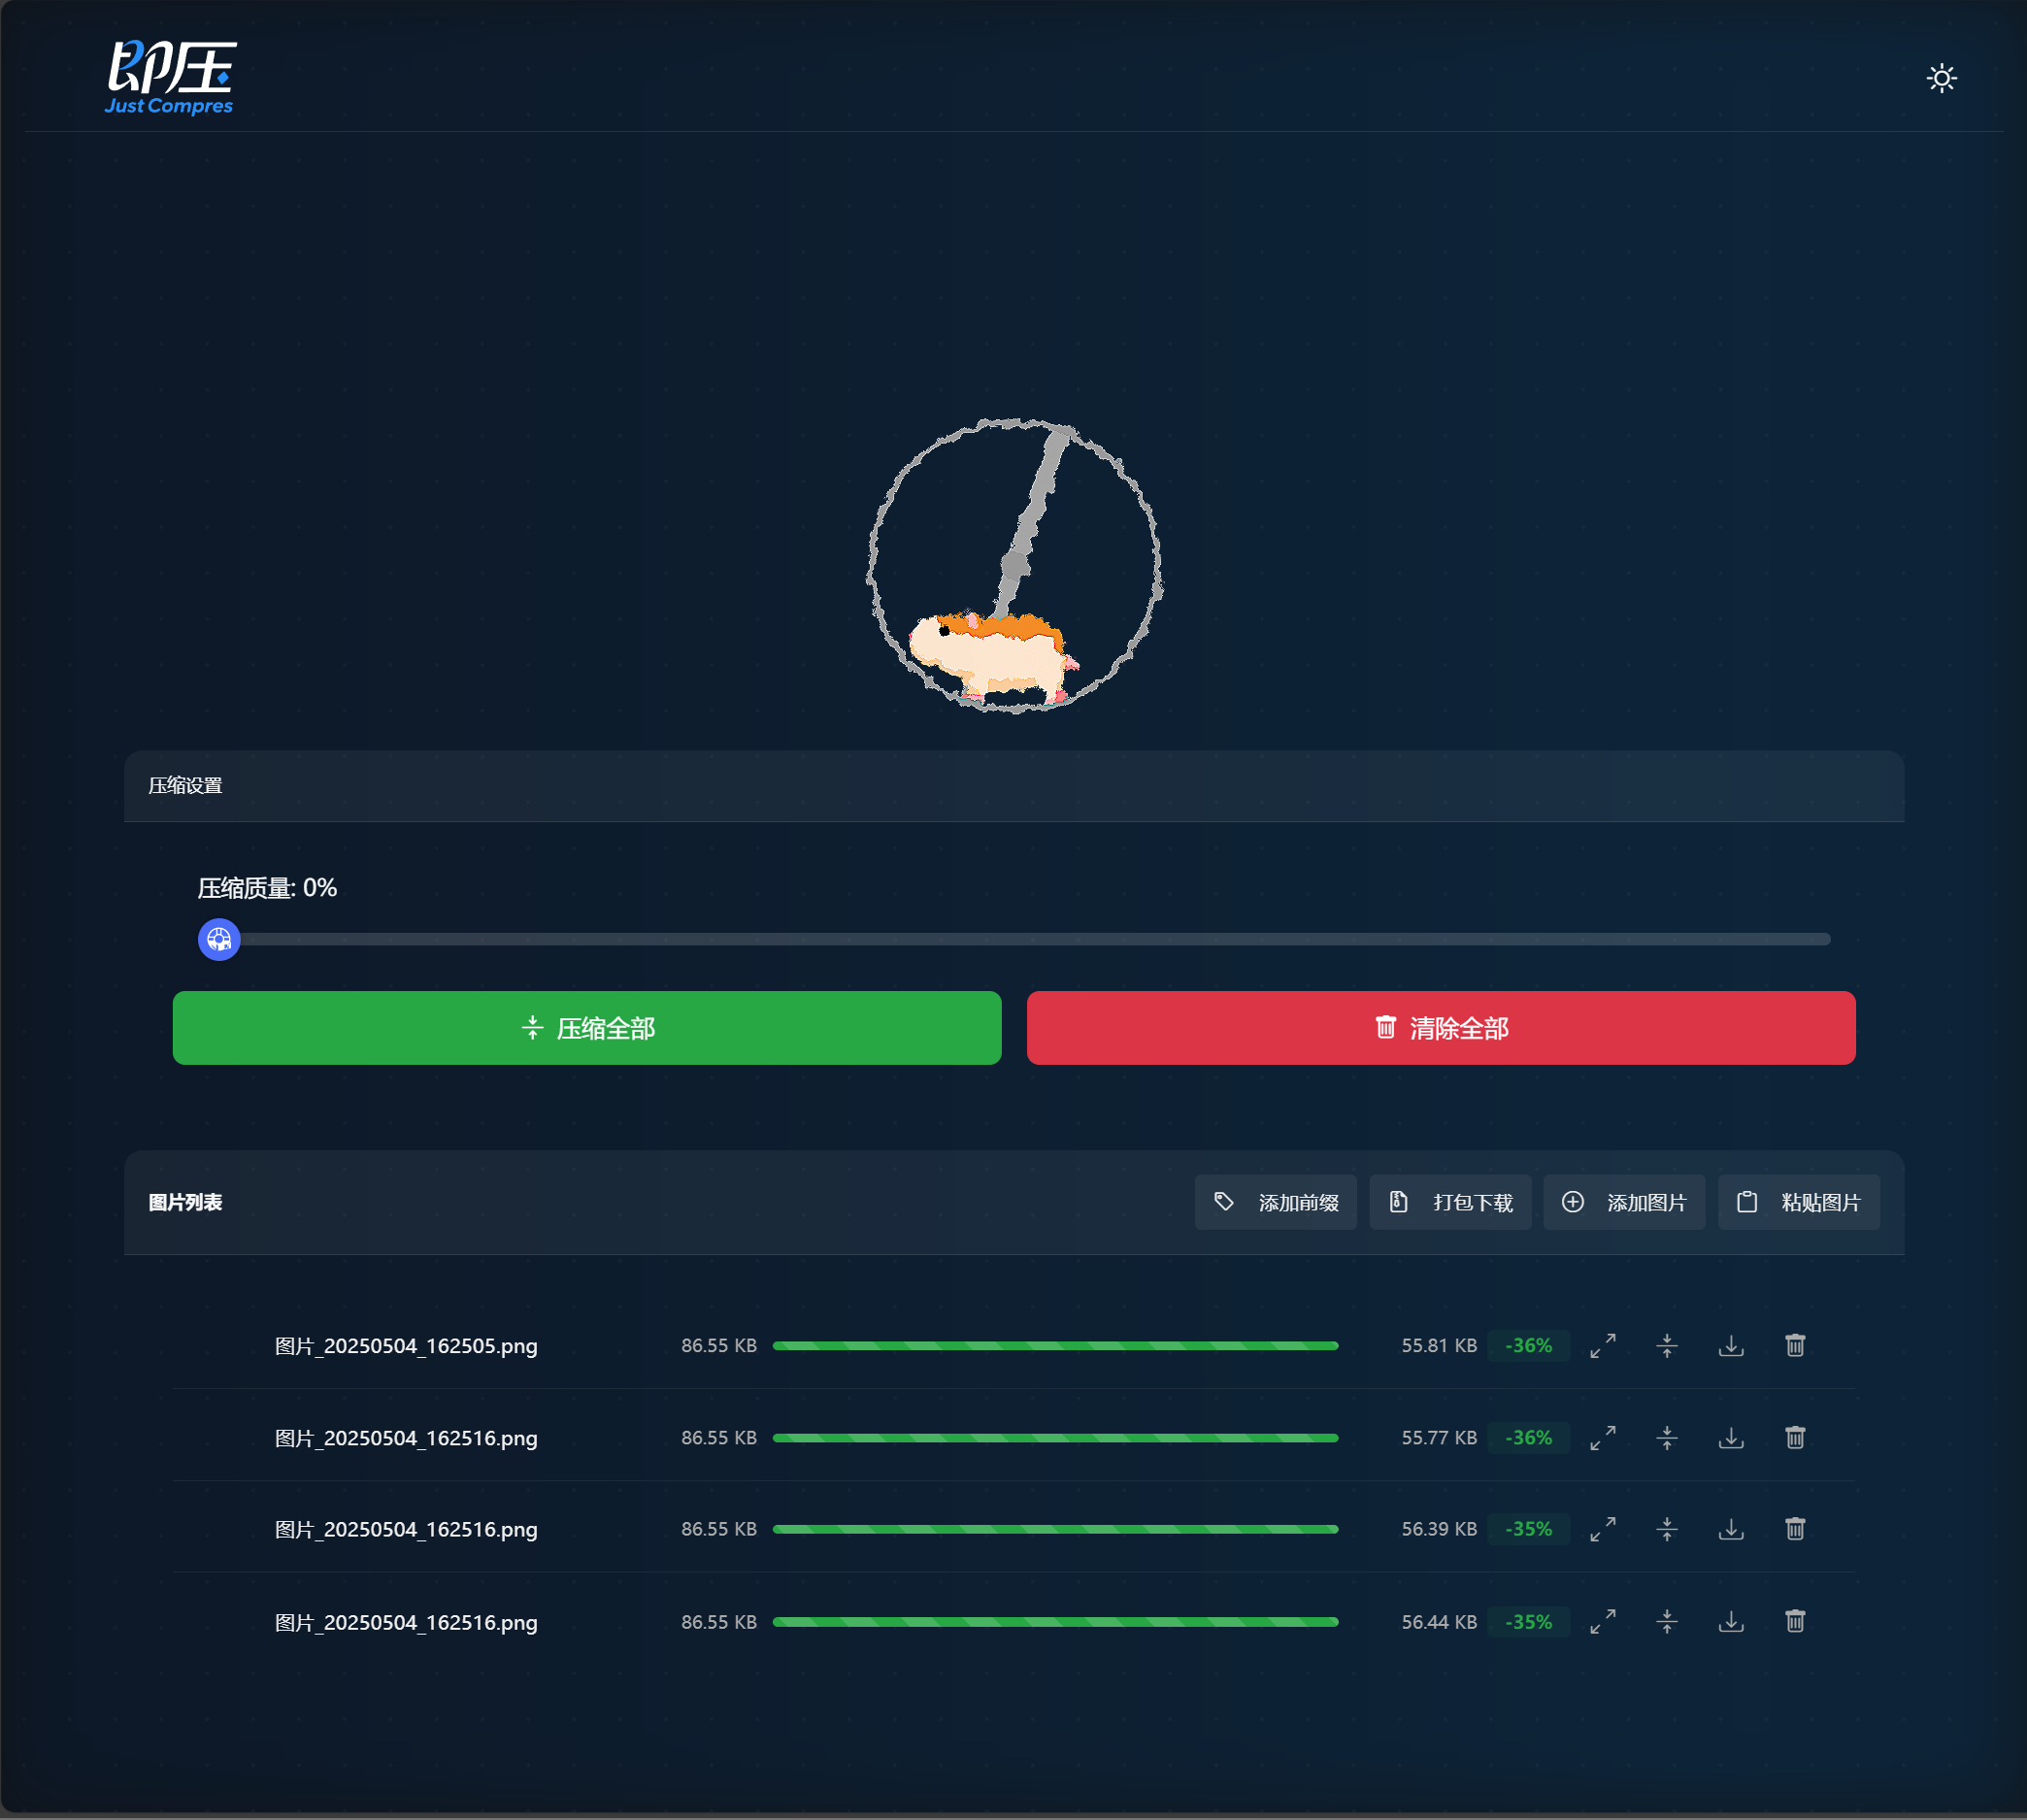 即压
Just Compres
压缩设置
压缩质量: 0%
压缩全部
清除全部
图片列表
添加前缀
打包下载
添加图片
粘贴图片
图片_20250504_162505.png 86.55 KB 55.81 KB -36%
图片_20250504_162516.png 86.55 KB 55.77 KB -36%
图片_20250504_162516.png 86.55 KB 56.39 KB -35%
图片_20250504_162516.png 86.55 KB 56.44 KB -35%